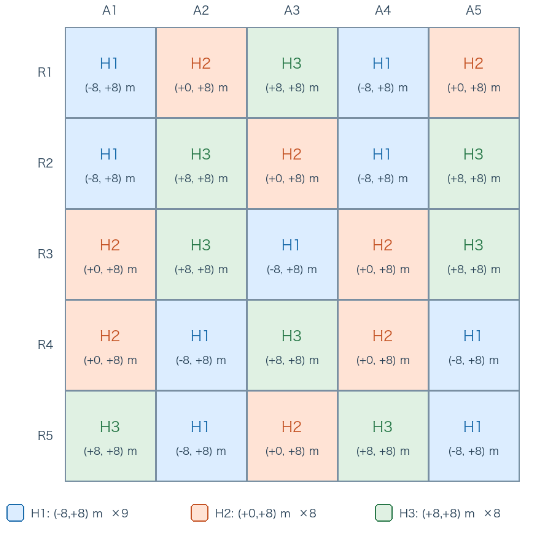 A1 A2 A3 A4 A5
R1 H1 H2 H3 H1 H2
(-8, +8) m (+0, +8) m (+8, +8) m (-8, +8) m (+0, +8) m
R2 H1 H3 H2 H1 H3
(-8, +8) m (+8, +8) m (+0, +8) m (-8, +8) m (+8, +8) m
R3 H2 H3 H1 H2 H3
(+0, +8) m (+8, +8) m (-8, +8) m (+0, +8) m (+8, +8) m
R4 H2 H1 H3 H2 H1
(+0, +8) m (-8, +8) m (+8, +8) m (+0, +8) m (-8, +8) m
R5 H3 H1 H2 H3 H1
(+8, +8) m (-8, +8) m (+0, +8) m (+8, +8) m (-8, +8) m
H1: (-8,+8) m ×9 H2: (+0,+8) m ×8 H3: (+8,+8) m ×8